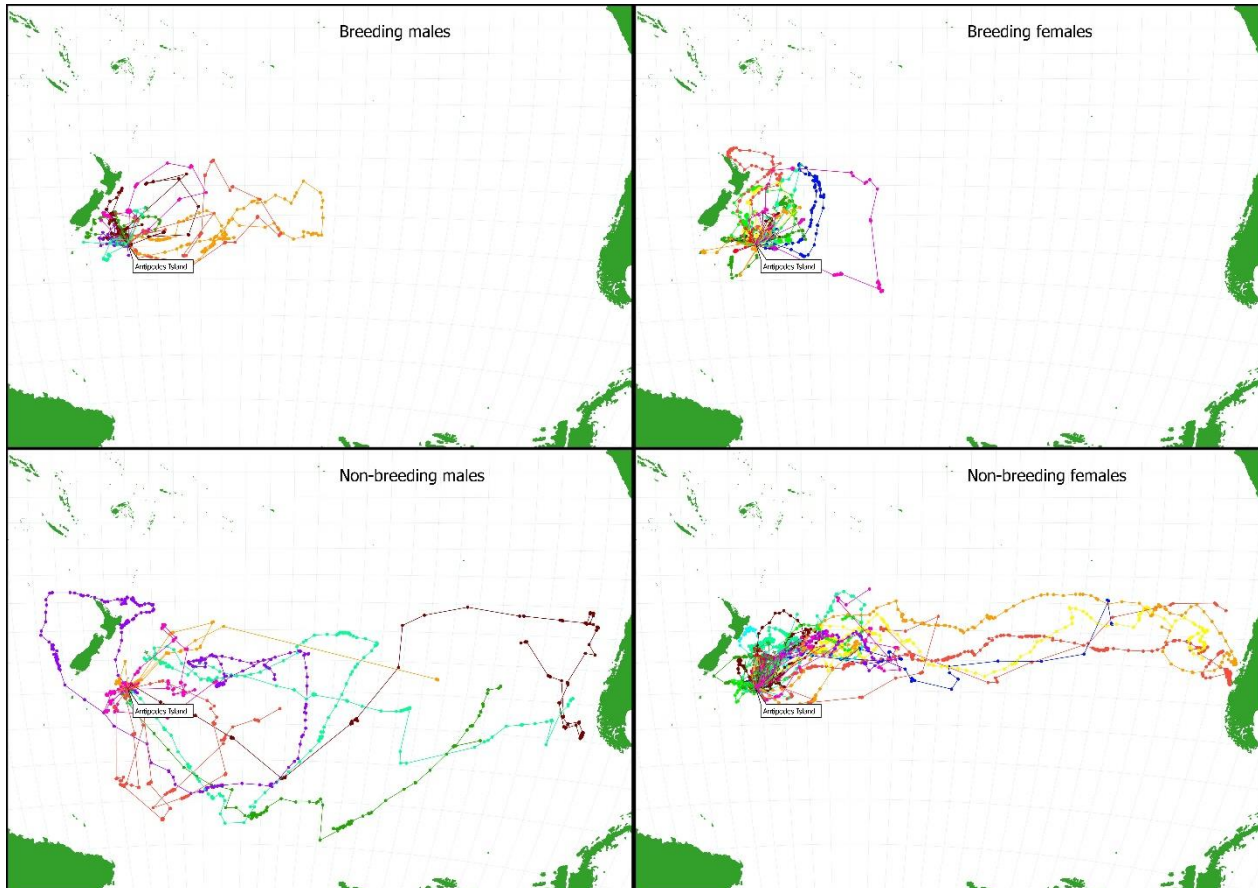 Breeding males
Breeding females
Antipodes Island
Antipodes Island
Non-breeding males
Non-breeding females
Antipodes Island
Antipodes Island